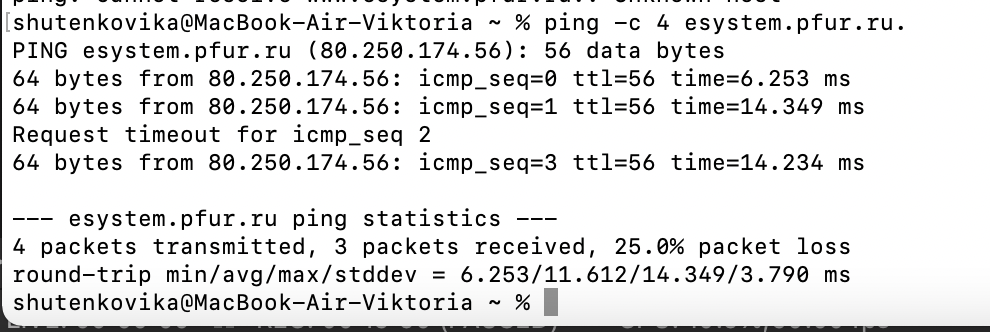 shutenkovika@MacBook-Air-Viktoria ~ % ping -c 4 esystem.pfur.ru.
PING esystem.pfur.ru (80.250.174.56): 56 data bytes
64 bytes from 80.250.174.56: icmp_seq=0 ttl=56 time=6.253 ms
64 bytes from 80.250.174.56: icmp_seq=1 ttl=56 time=14.349 ms
Request timeout for icmp_seq 2
64 bytes from 80.250.174.56: icmp_seq=3 ttl=56 time=14.234 ms
--- esystem.pfur.ru ping statistics ---
4 packets transmitted, 3 packets received, 25.0% packet loss
round-trip min/avg/max/stddev = 6.253/11.612/14.349/3.790 ms
shutenkovika@MacBook-Air-Viktoria ~ %